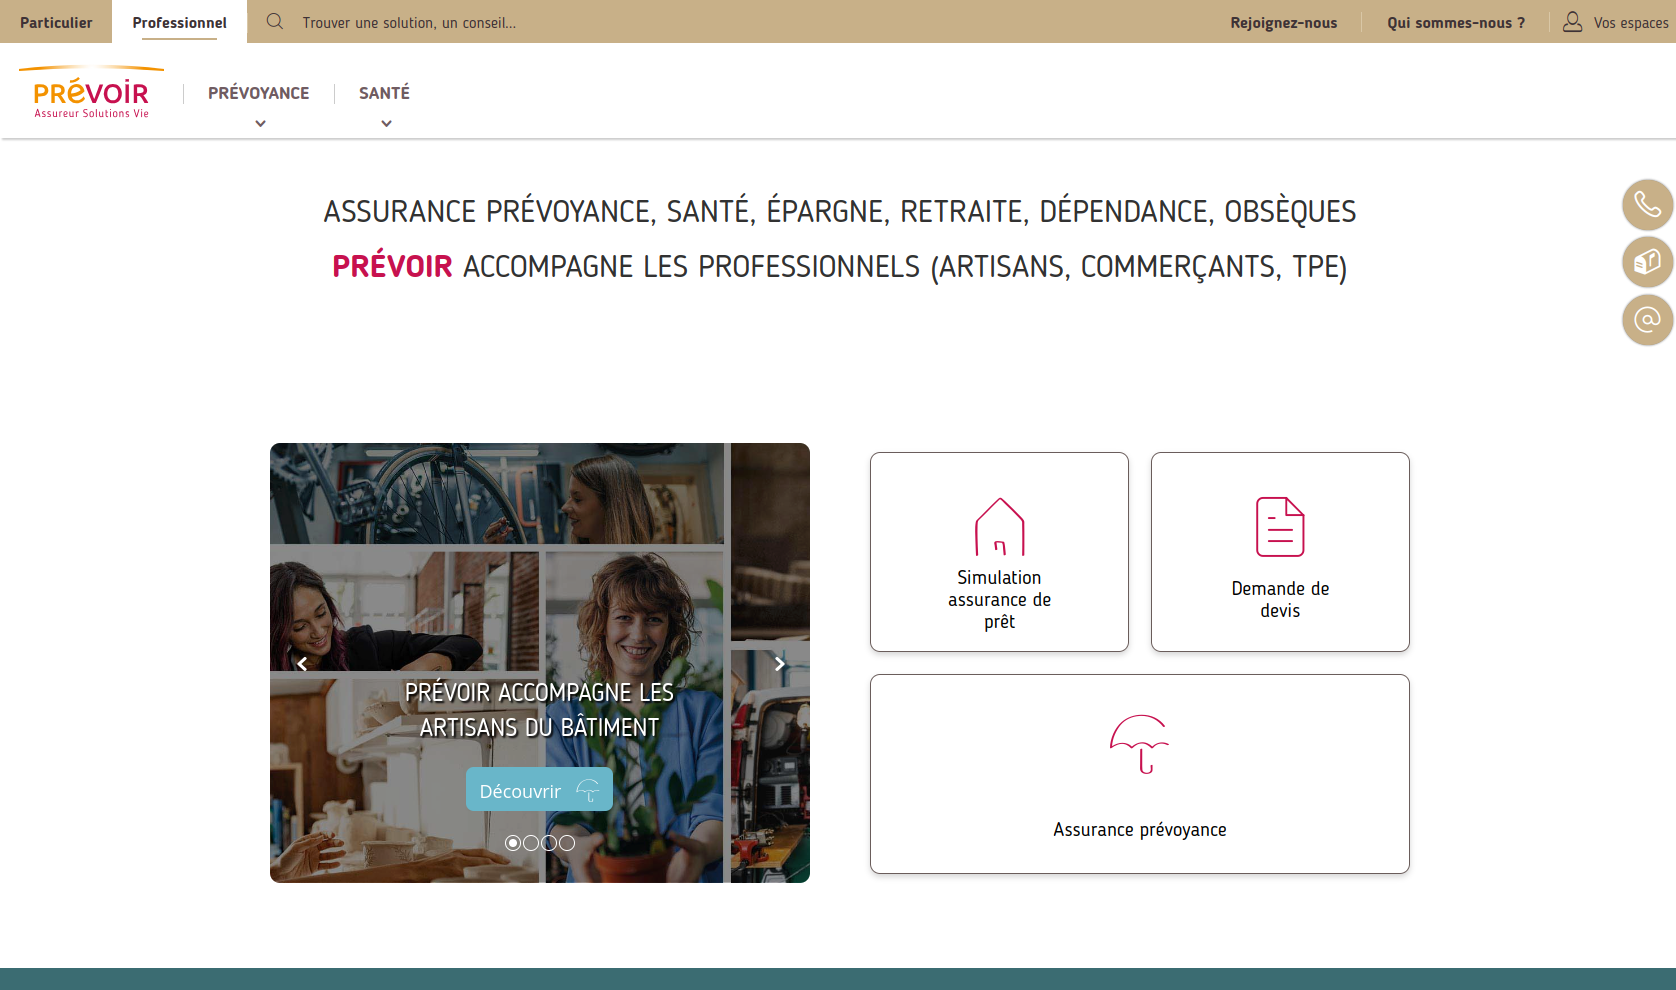 Particulier
Professionnel
Trouver une solution, un conseil...
Rejoignez-nous
Qui sommes-nous ?
Vos espaces
PRÉVOIR
Assureur Solutions Vie
PRÉVOYANCE
SANTÉ
ASSURANCE PRÉVOYANCE, SANTÉ, ÉPARGNE, RETRAITE, DÉPENDANCE, OBSÈQUES
PRÉVOIR ACCOMPAGNE LES PROFESSIONNELS (ARTISANS, COMMERÇANTS, TPE)
PRÉVOIR ACCOMPAGNE LES
ARTISANS DU BÂTIMENT
Découvrir
Simulation
assurance de
prêt
Demande de
devis
Assurance prévoyance